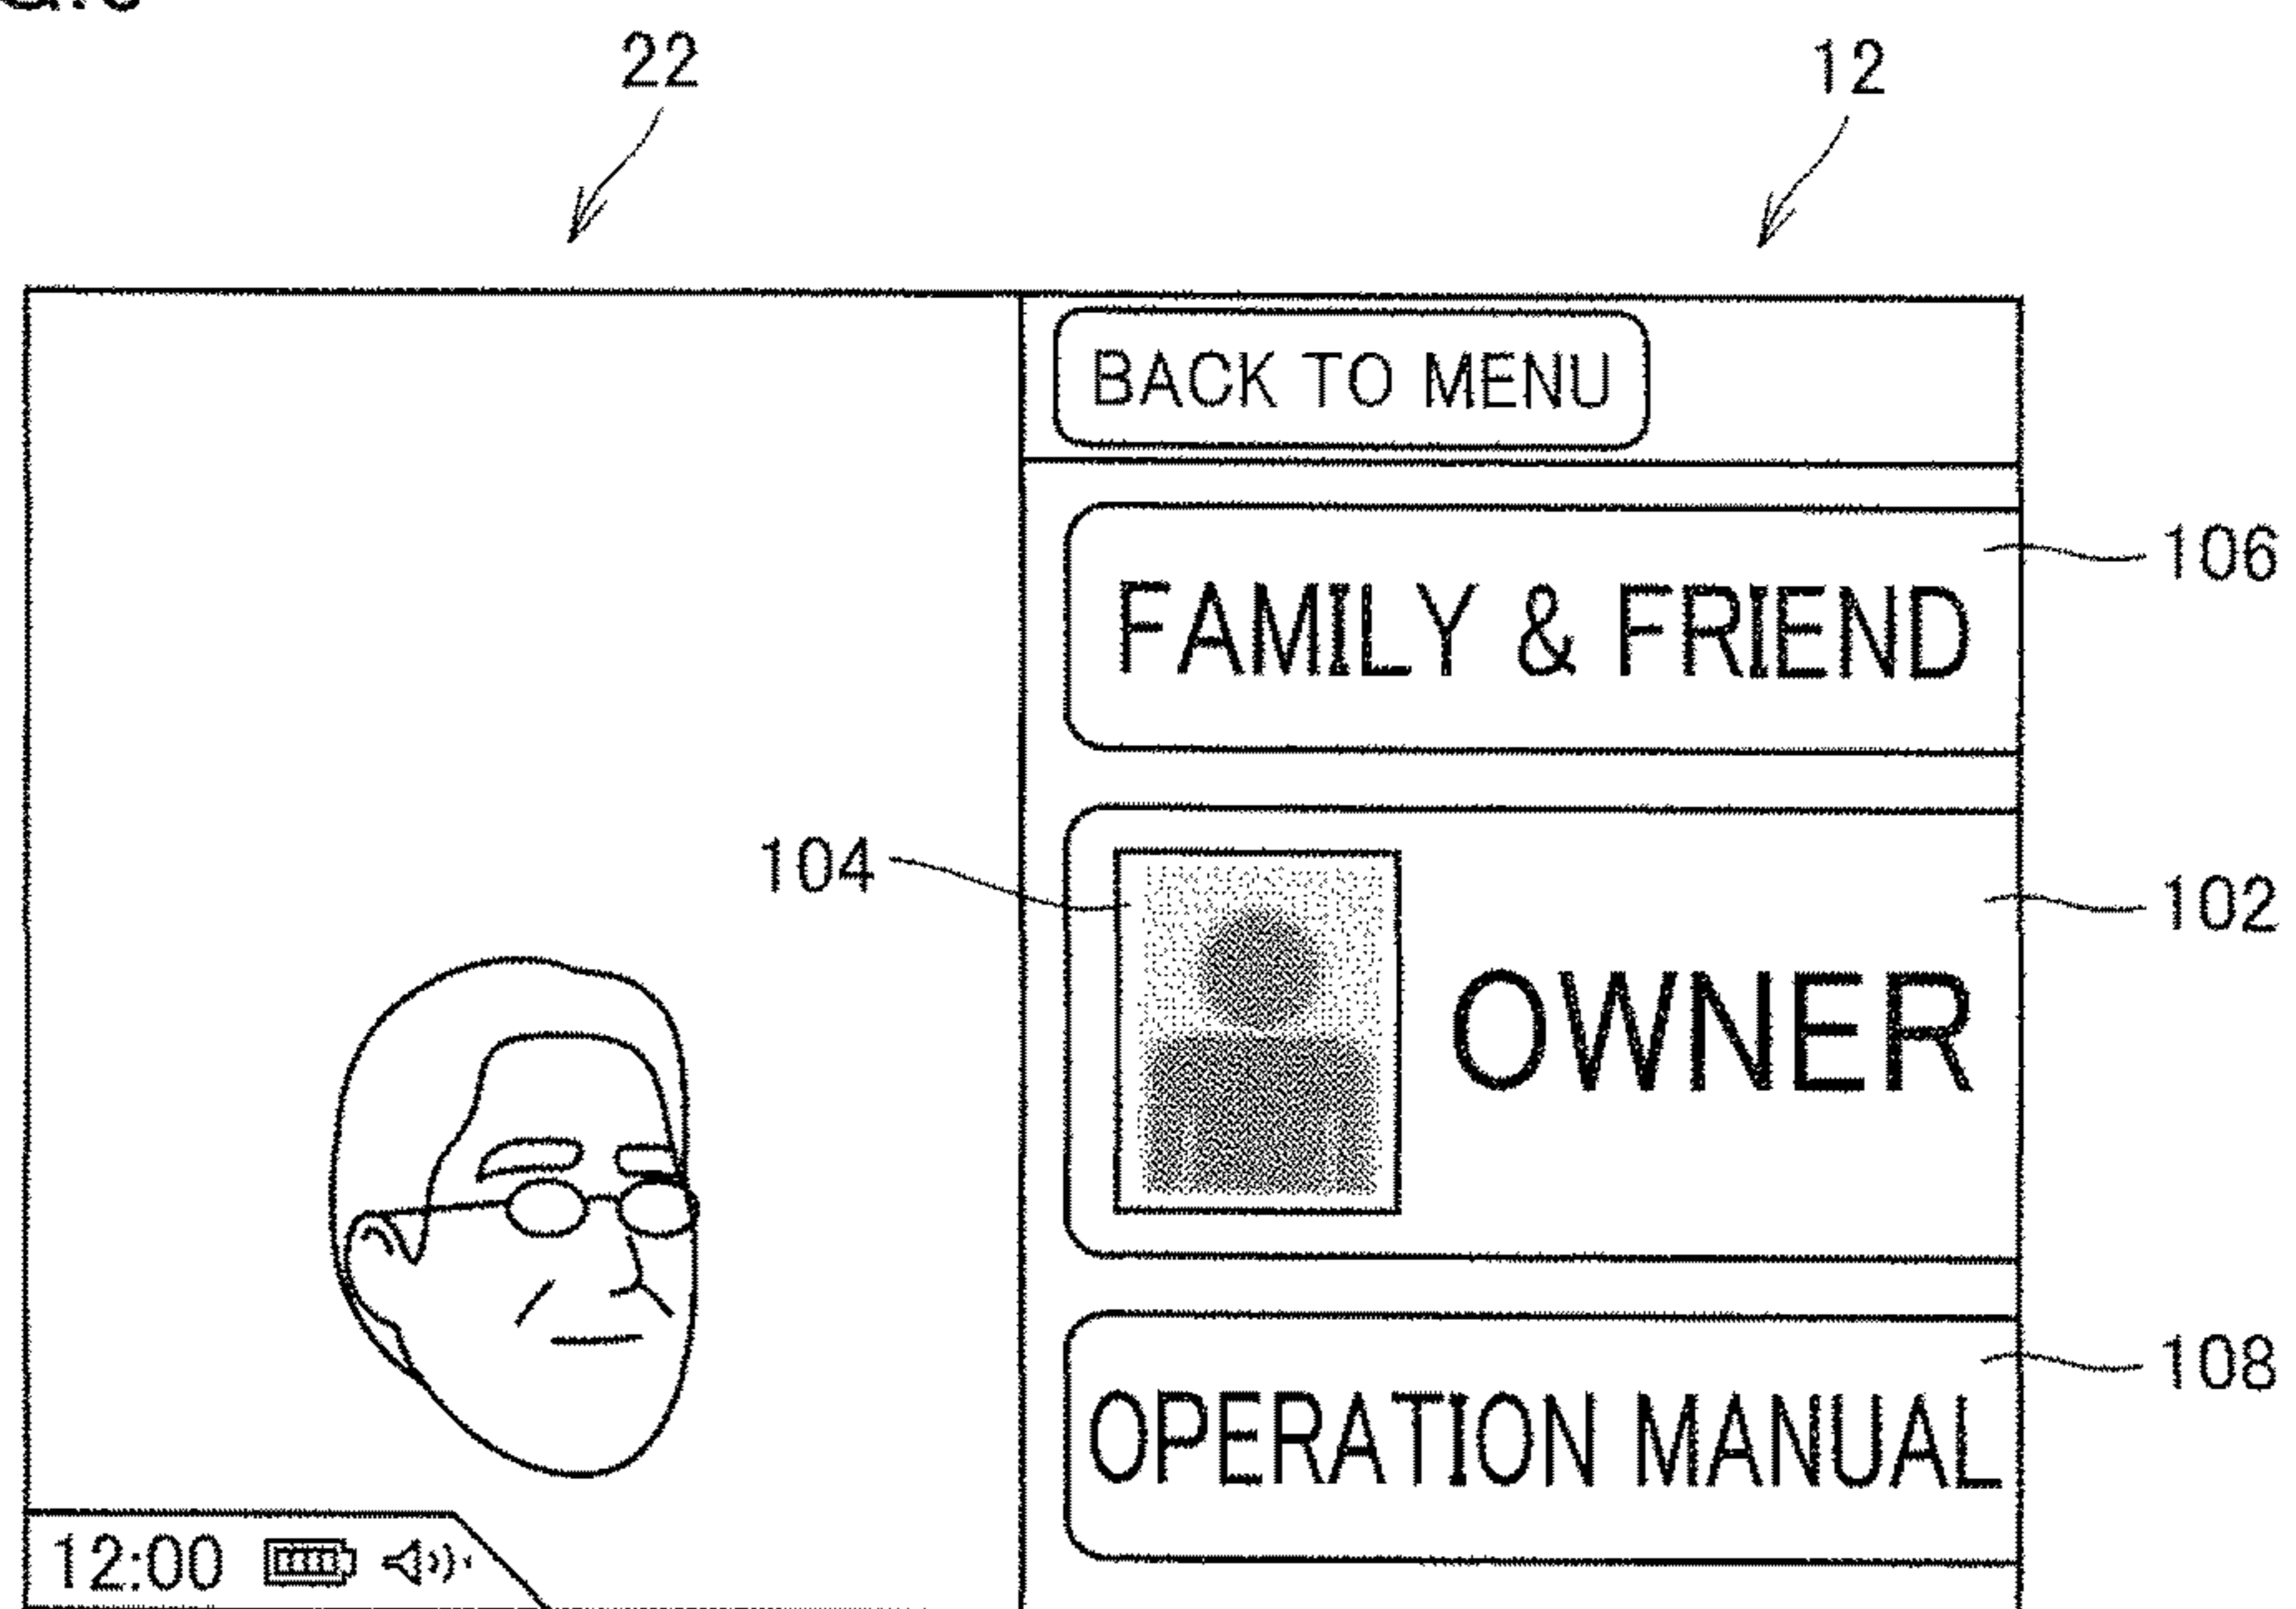 22
12
BACK TO MENU
106
FAMILY & FRIEND
104
102
OWNER
108
OPERATION MANUAL
12:00